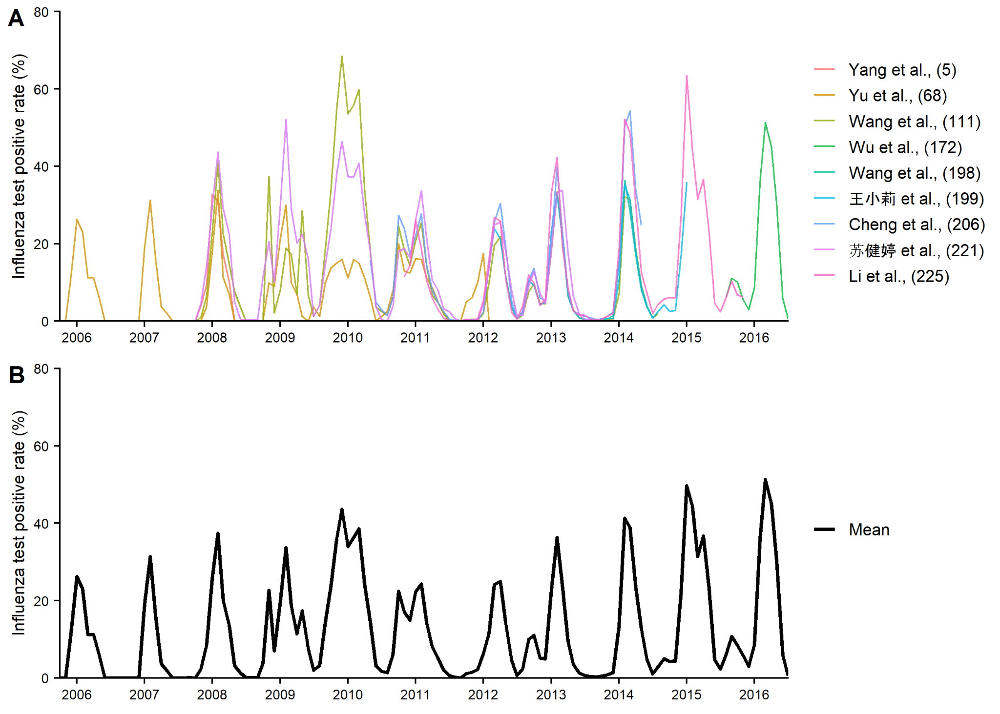 A
80
60
40
20
0
Influenza test positive rate (%)
2006 2007 2008 2009 2010 2011 2012 2013 2014 2015 2016
Yang et al., (5)
Yu et al., (68)
Wang et al., (111)
Wu et al., (172)
Wang et al., (198)
王小莉 et al., (199)
Cheng et al., (206)
苏健婷 et al., (221)
Li et al., (225)
B
80
60
40
20
0
Influenza test positive rate (%)
2006 2007 2008 2009 2010 2011 2012 2013 2014 2015 2016
Mean